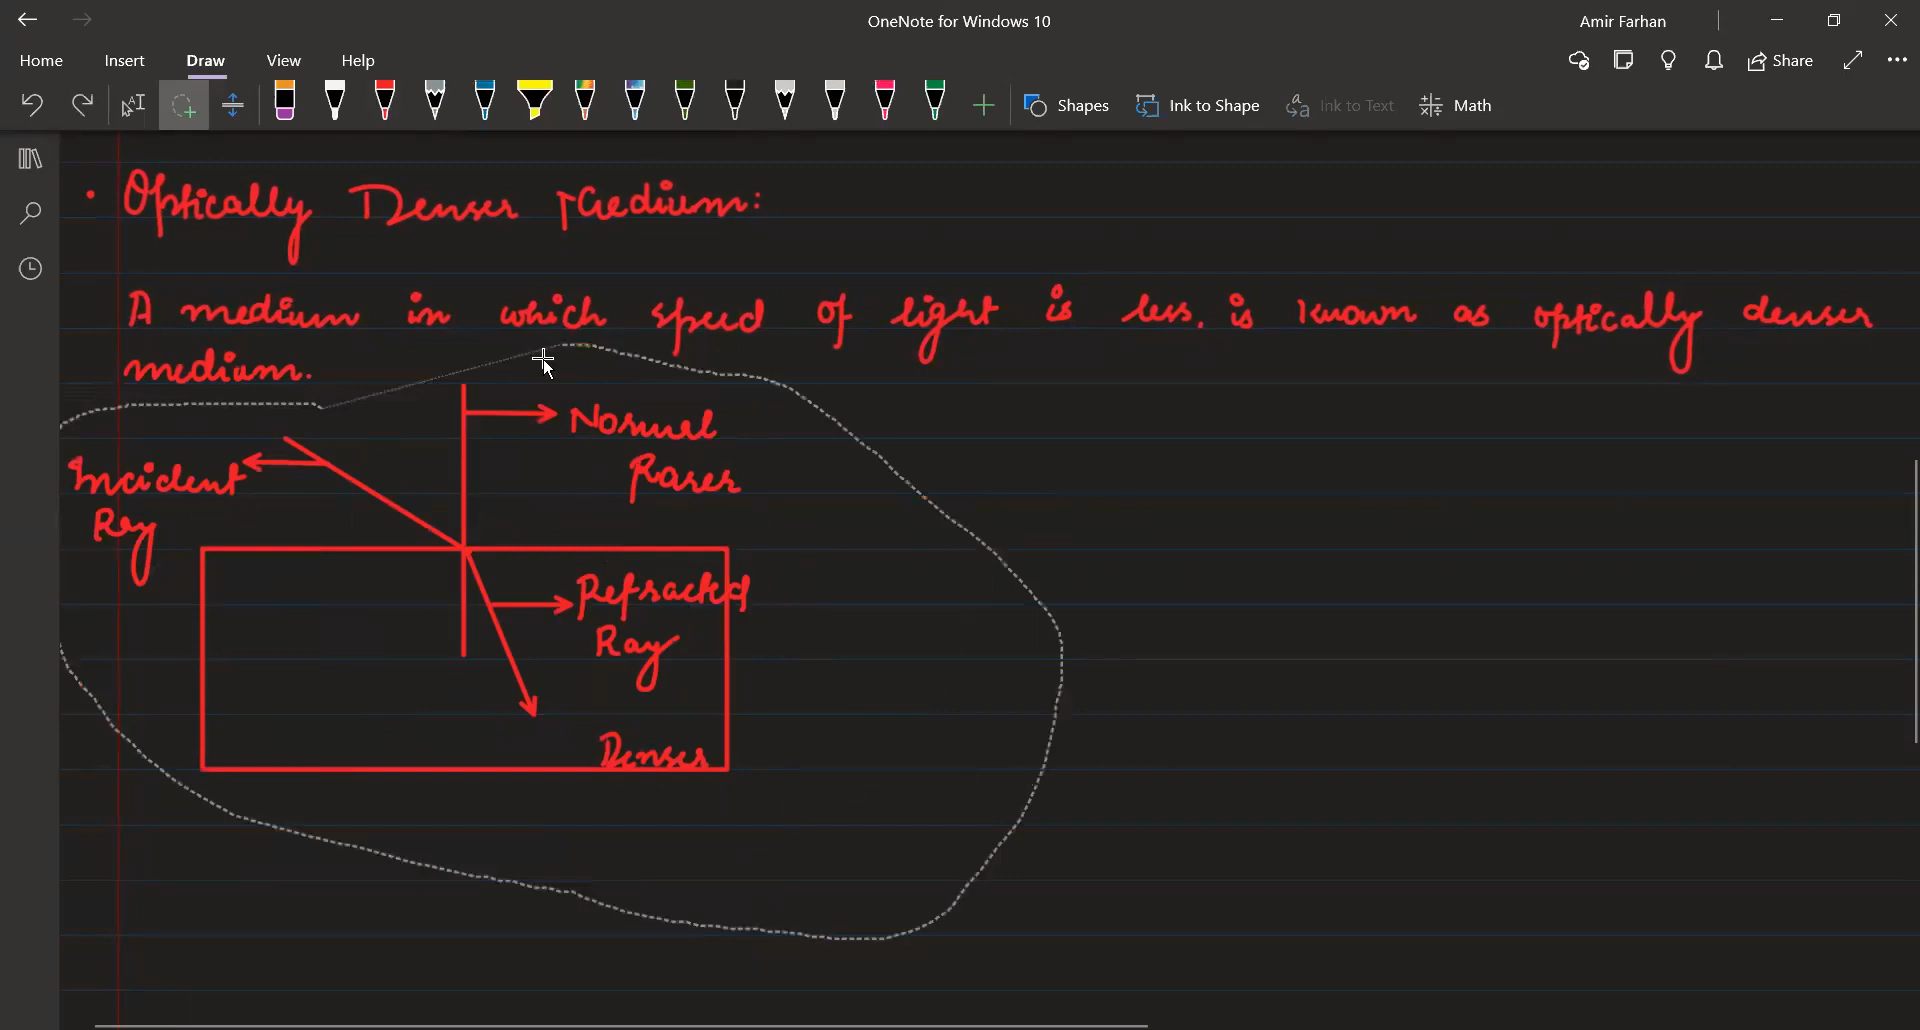 OneNote for Windows 10
Amir Farhan
Home Insert Draw View Help
Share
Shapes Ink to Shape Ink to Text Math
• Optically Denser Medium:
A medium in which speed of light is less. is known as optically denser
medium.
Normal
Rarer
Incident
Ray
Refracted
Ray
Denser